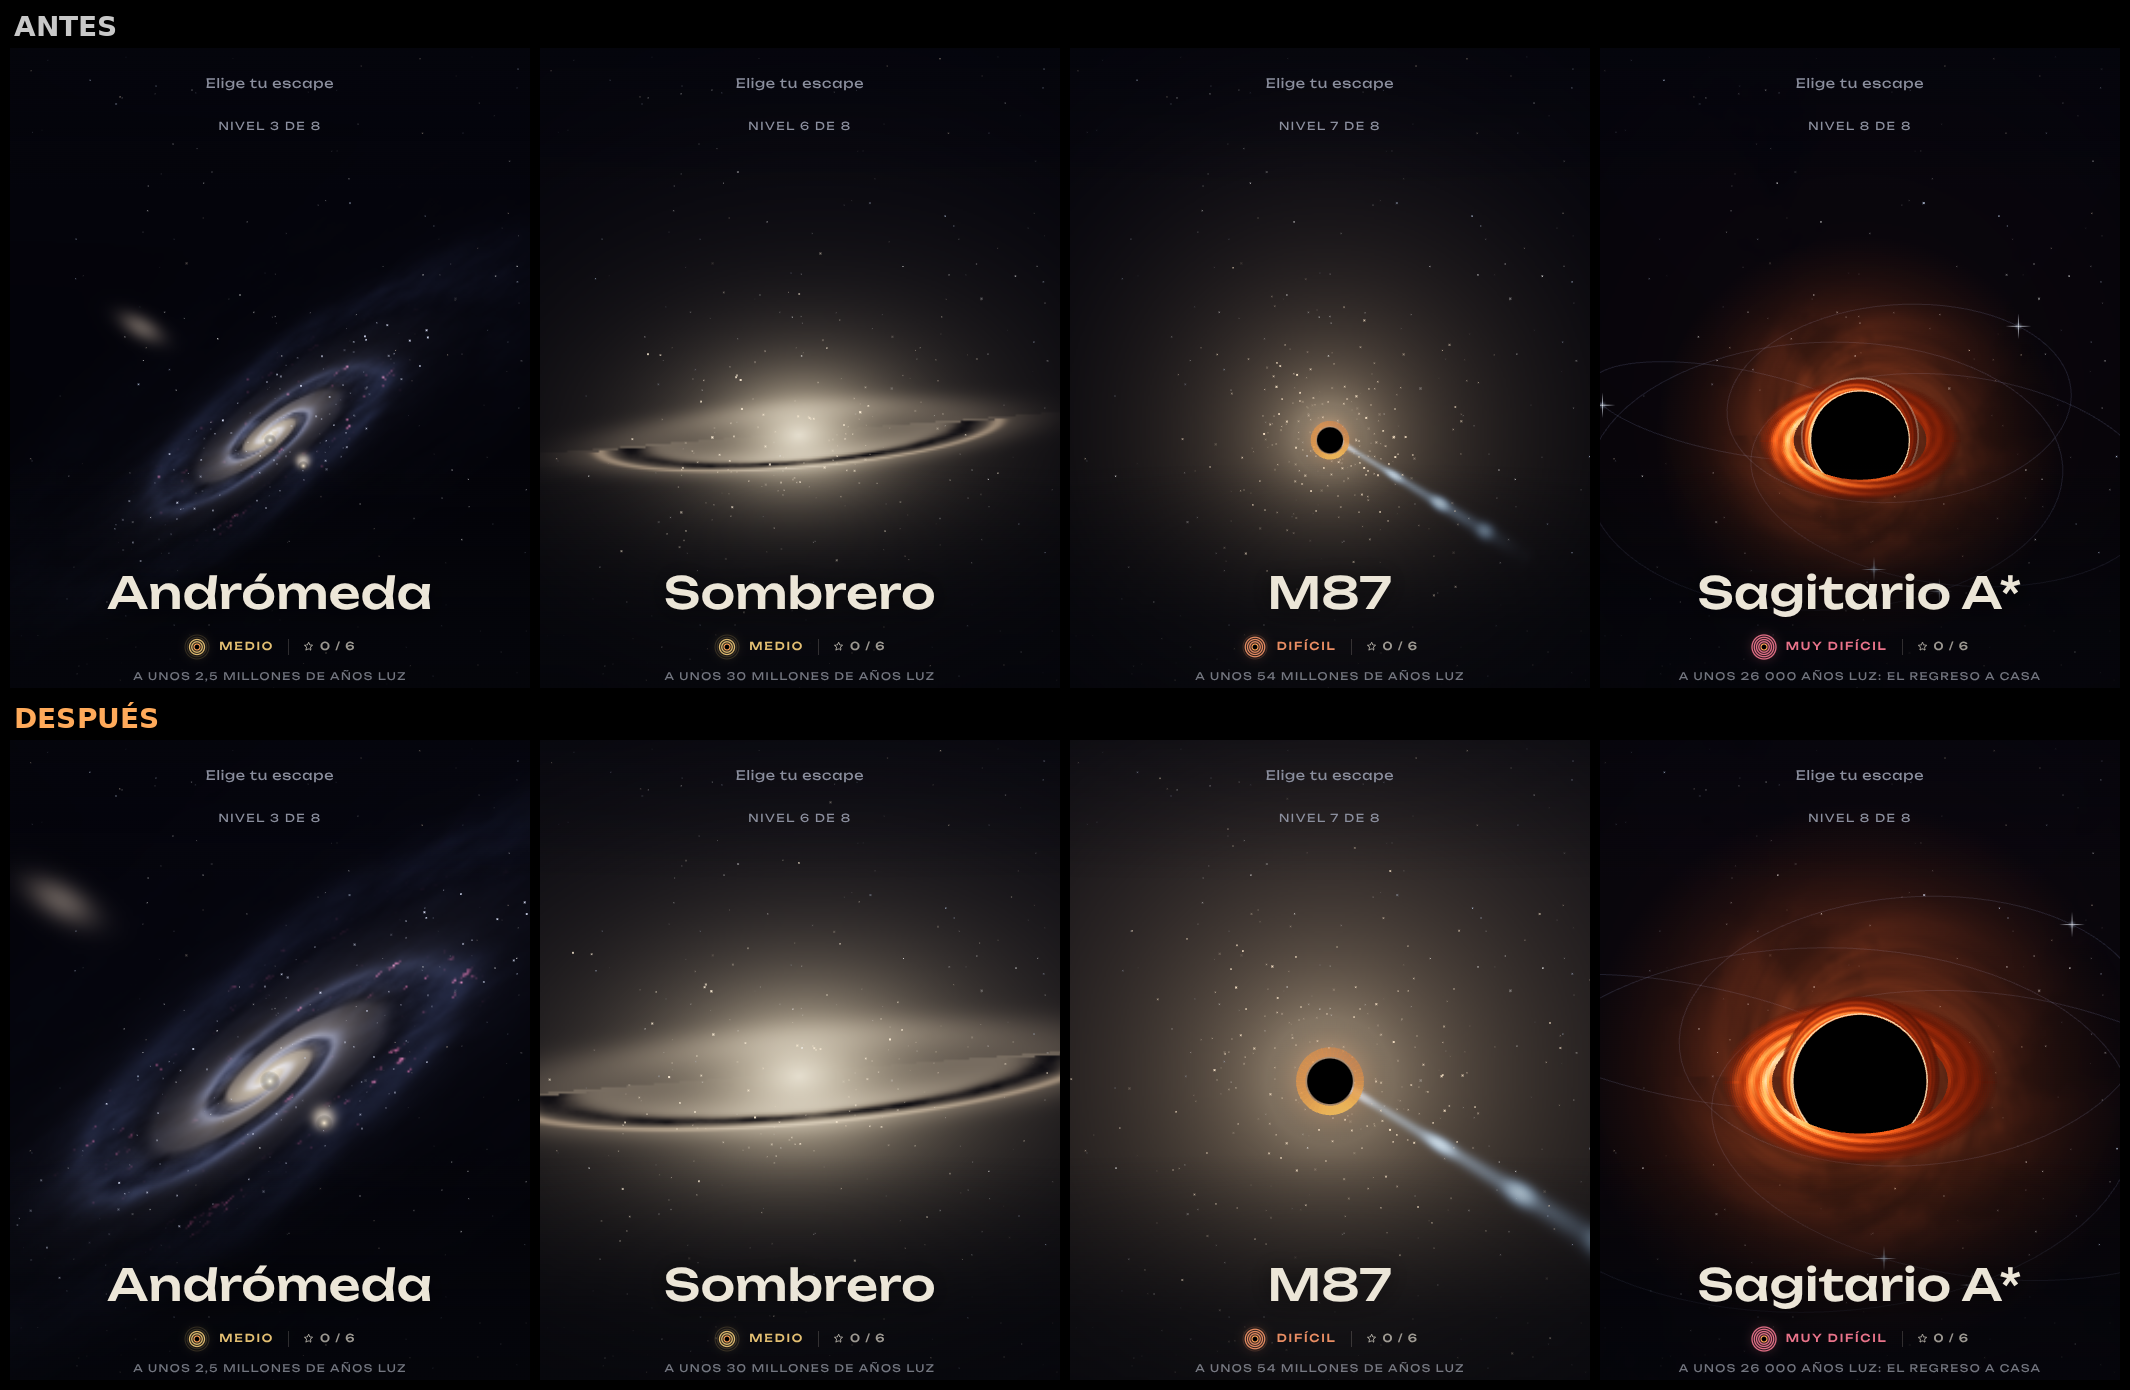 ANTES
Elige tu escape
NIVEL 3 DE 8
Andrómeda
MEDIO 0 / 6
A UNOS 2,5 MILLONES DE AÑOS LUZ
Elige tu escape
NIVEL 6 DE 8
Sombrero
MEDIO 0 / 6
A UNOS 30 MILLONES DE AÑOS LUZ
Elige tu escape
NIVEL 7 DE 8
M87
DIFÍCIL 0 / 6
A UNOS 54 MILLONES DE AÑOS LUZ
Elige tu escape
NIVEL 8 DE 8
Sagitario A*
MUY DIFÍCIL 0 / 6
A UNOS 26 000 AÑOS LUZ: EL REGRESO A CASA
DESPUÉS
Elige tu escape
NIVEL 3 DE 8
Andrómeda
MEDIO 0 / 6
A UNOS 2,5 MILLONES DE AÑOS LUZ
Elige tu escape
NIVEL 6 DE 8
Sombrero
MEDIO 0 / 6
A UNOS 30 MILLONES DE AÑOS LUZ
Elige tu escape
NIVEL 7 DE 8
M87
DIFÍCIL 0 / 6
A UNOS 54 MILLONES DE AÑOS LUZ
Elige tu escape
NIVEL 8 DE 8
Sagitario A*
MUY DIFÍCIL 0 / 6
A UNOS 26 000 AÑOS LUZ: EL REGRESO A CASA